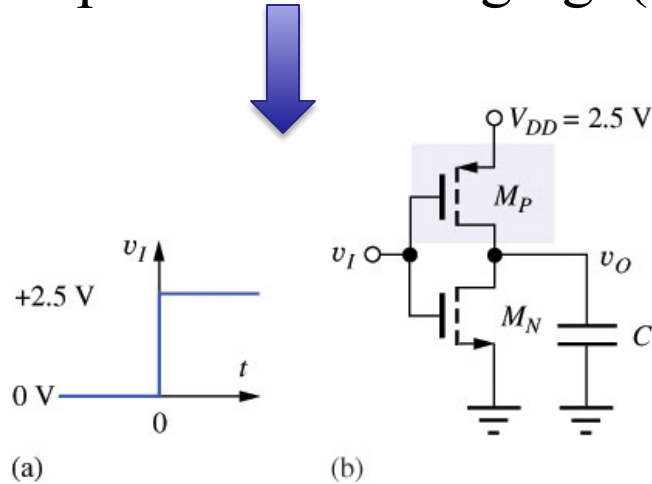 V_DD = 2.5 V
M_P
v_I
+2.5 V
v_I
v_O
M_N
C
t
0 V
0
(a)
(b)